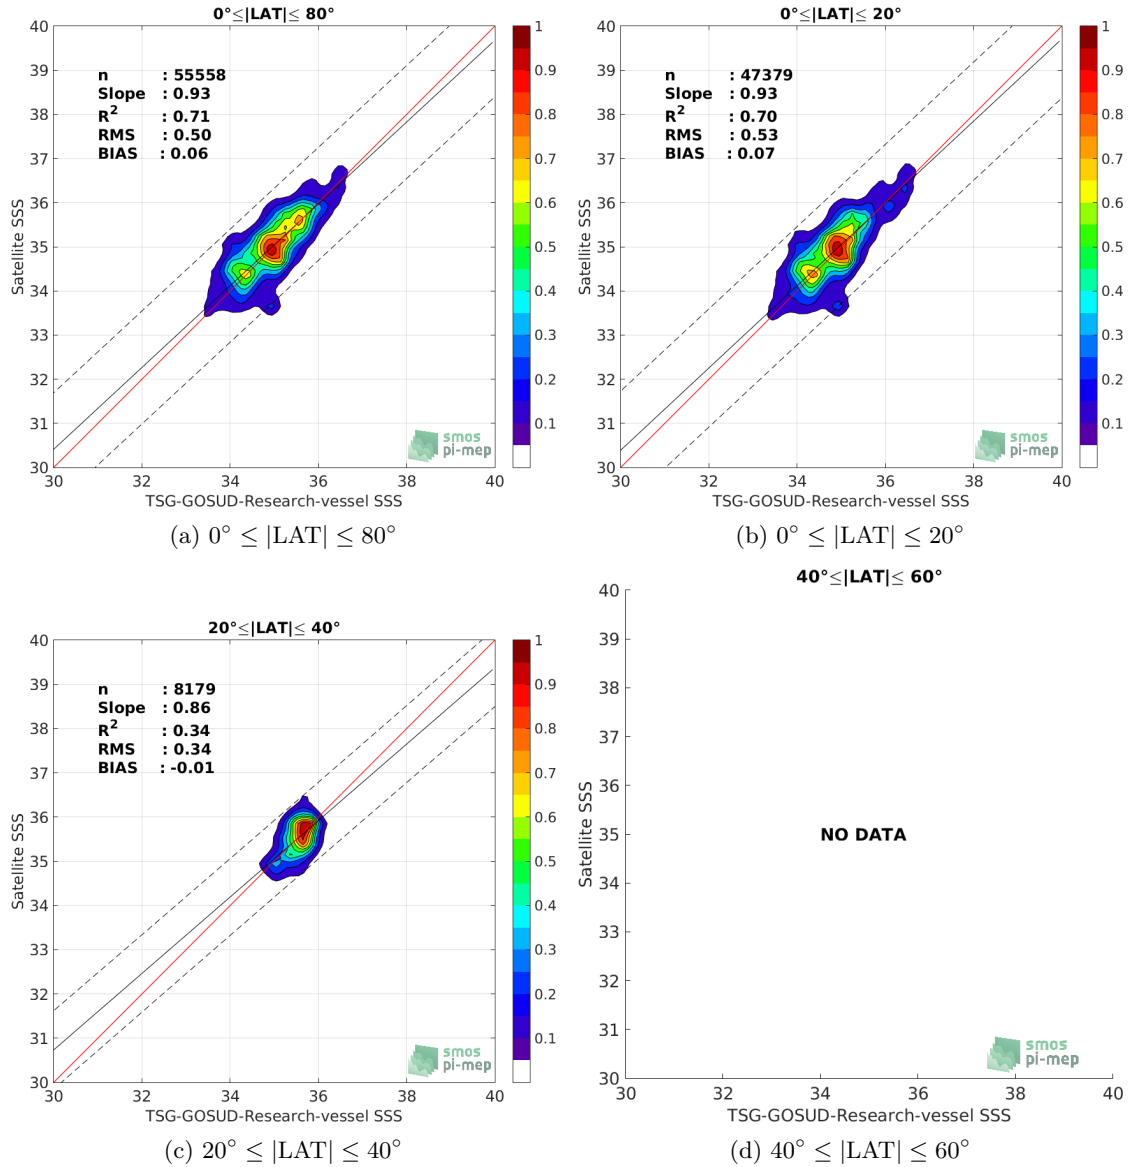 0°≤|LAT|≤ 80°
40
39
38
37
36
35
34
33
32
31
30
30 32 34 36 38 40
Satellite SSS
TSG-GOSUD-Research-vessel SSS
n : 55558
Slope : 0.93
R2 : 0.71
RMS : 0.50
BIAS : 0.06
smos
pi-mep
1
0.9
0.8
0.7
0.6
0.5
0.4
0.3
0.2
0.1
(a) 0° ≤ |LAT| ≤ 80°
0°≤|LAT|≤ 20°
40
39
38
37
36
35
34
33
32
31
30
30 32 34 36 38 40
Satellite SSS
TSG-GOSUD-Research-vessel SSS
n : 47379
Slope : 0.93
R2 : 0.70
RMS : 0.53
BIAS : 0.07
smos
pi-mep
1
0.9
0.8
0.7
0.6
0.5
0.4
0.3
0.2
0.1
(b) 0° ≤ |LAT| ≤ 20°
20°≤|LAT|≤ 40°
40
39
38
37
36
35
34
33
32
31
30
30 32 34 36 38 40
Satellite SSS
TSG-GOSUD-Research-vessel SSS
n : 8179
Slope : 0.86
R2 : 0.34
RMS : 0.34
BIAS : -0.01
smos
pi-mep
1
0.9
0.8
0.7
0.6
0.5
0.4
0.3
0.2
0.1
(c) 20° ≤ |LAT| ≤ 40°
40°≤|LAT|≤ 60°
40
39
38
37
36
35
34
33
32
31
30
30 32 34 36 38 40
Satellite SSS
TSG-GOSUD-Research-vessel SSS
NO DATA
smos
pi-mep
(d) 40° ≤ |LAT| ≤ 60°